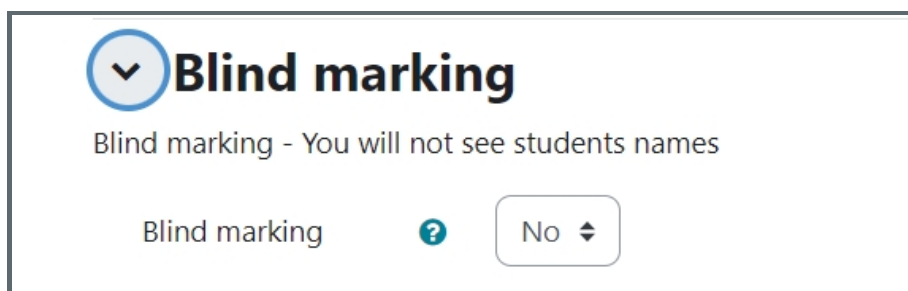 Blind marking
Blind marking - You will not see students names
Blind marking ? No